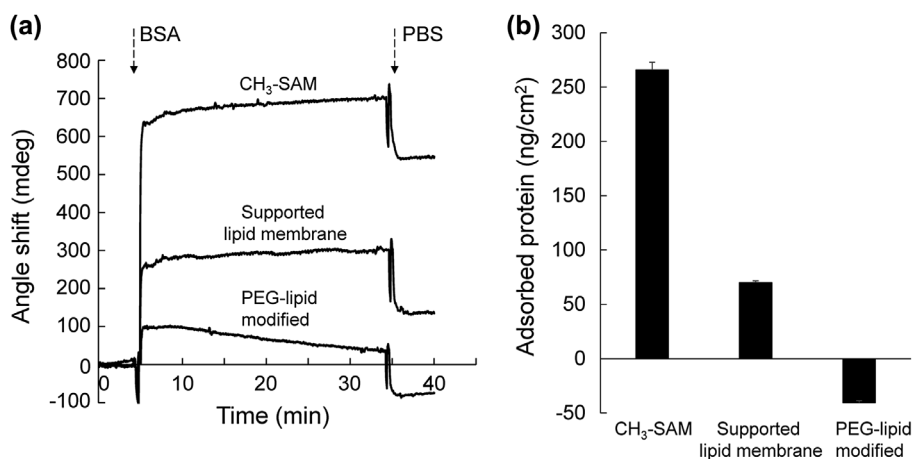 (a)
BSA
PBS
800
700
600
500
400
300
200
100
0
-100
Angle shift (mdeg)
CH₃-SAM
Supported
lipid membrane
PEG-lipid
modified
0
10
20
30
40
Time (min)
(b)
300
250
200
150
100
50
0
-50
Adsorbed protein (ng/cm²)
CH₃-SAM
Supported
lipid membrane
PEG-lipid
modified